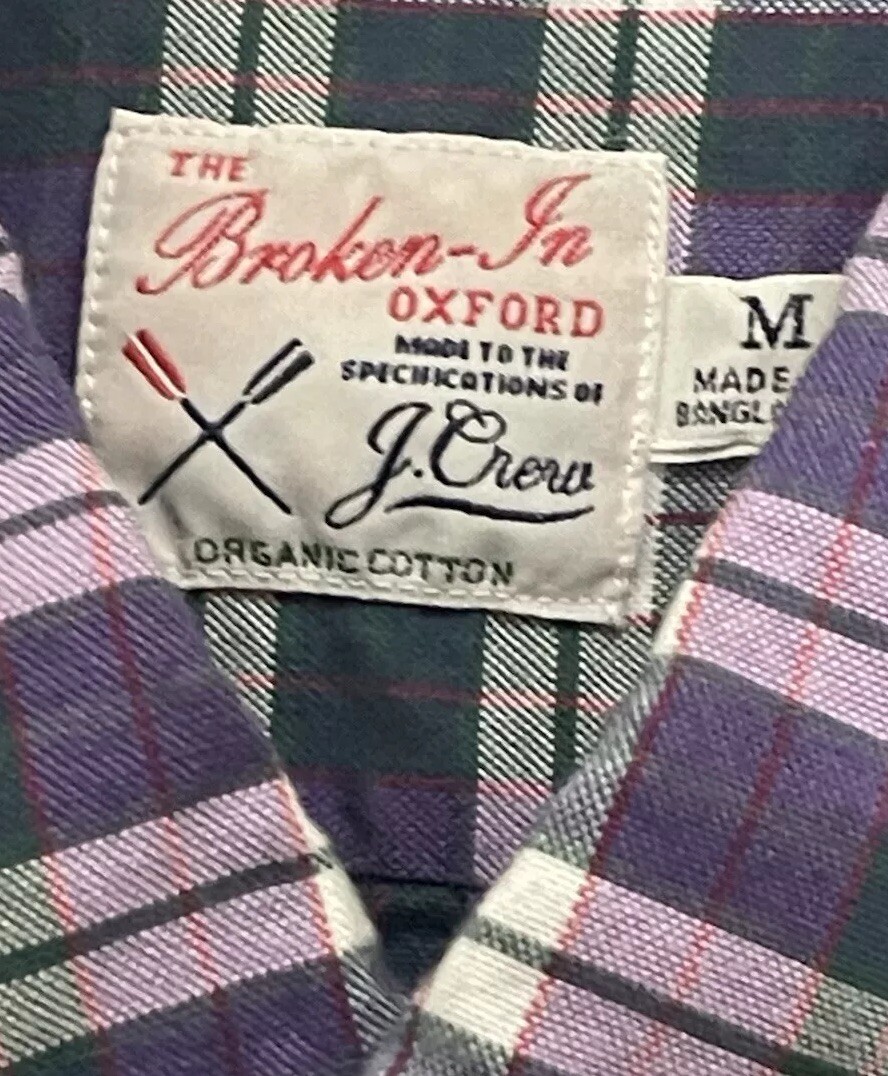 THE
Broken-In
OXFORD
MADE TO THE
SPECIFICATIONS OF
J.Crew
ORGANIC COTTON
M
MADE